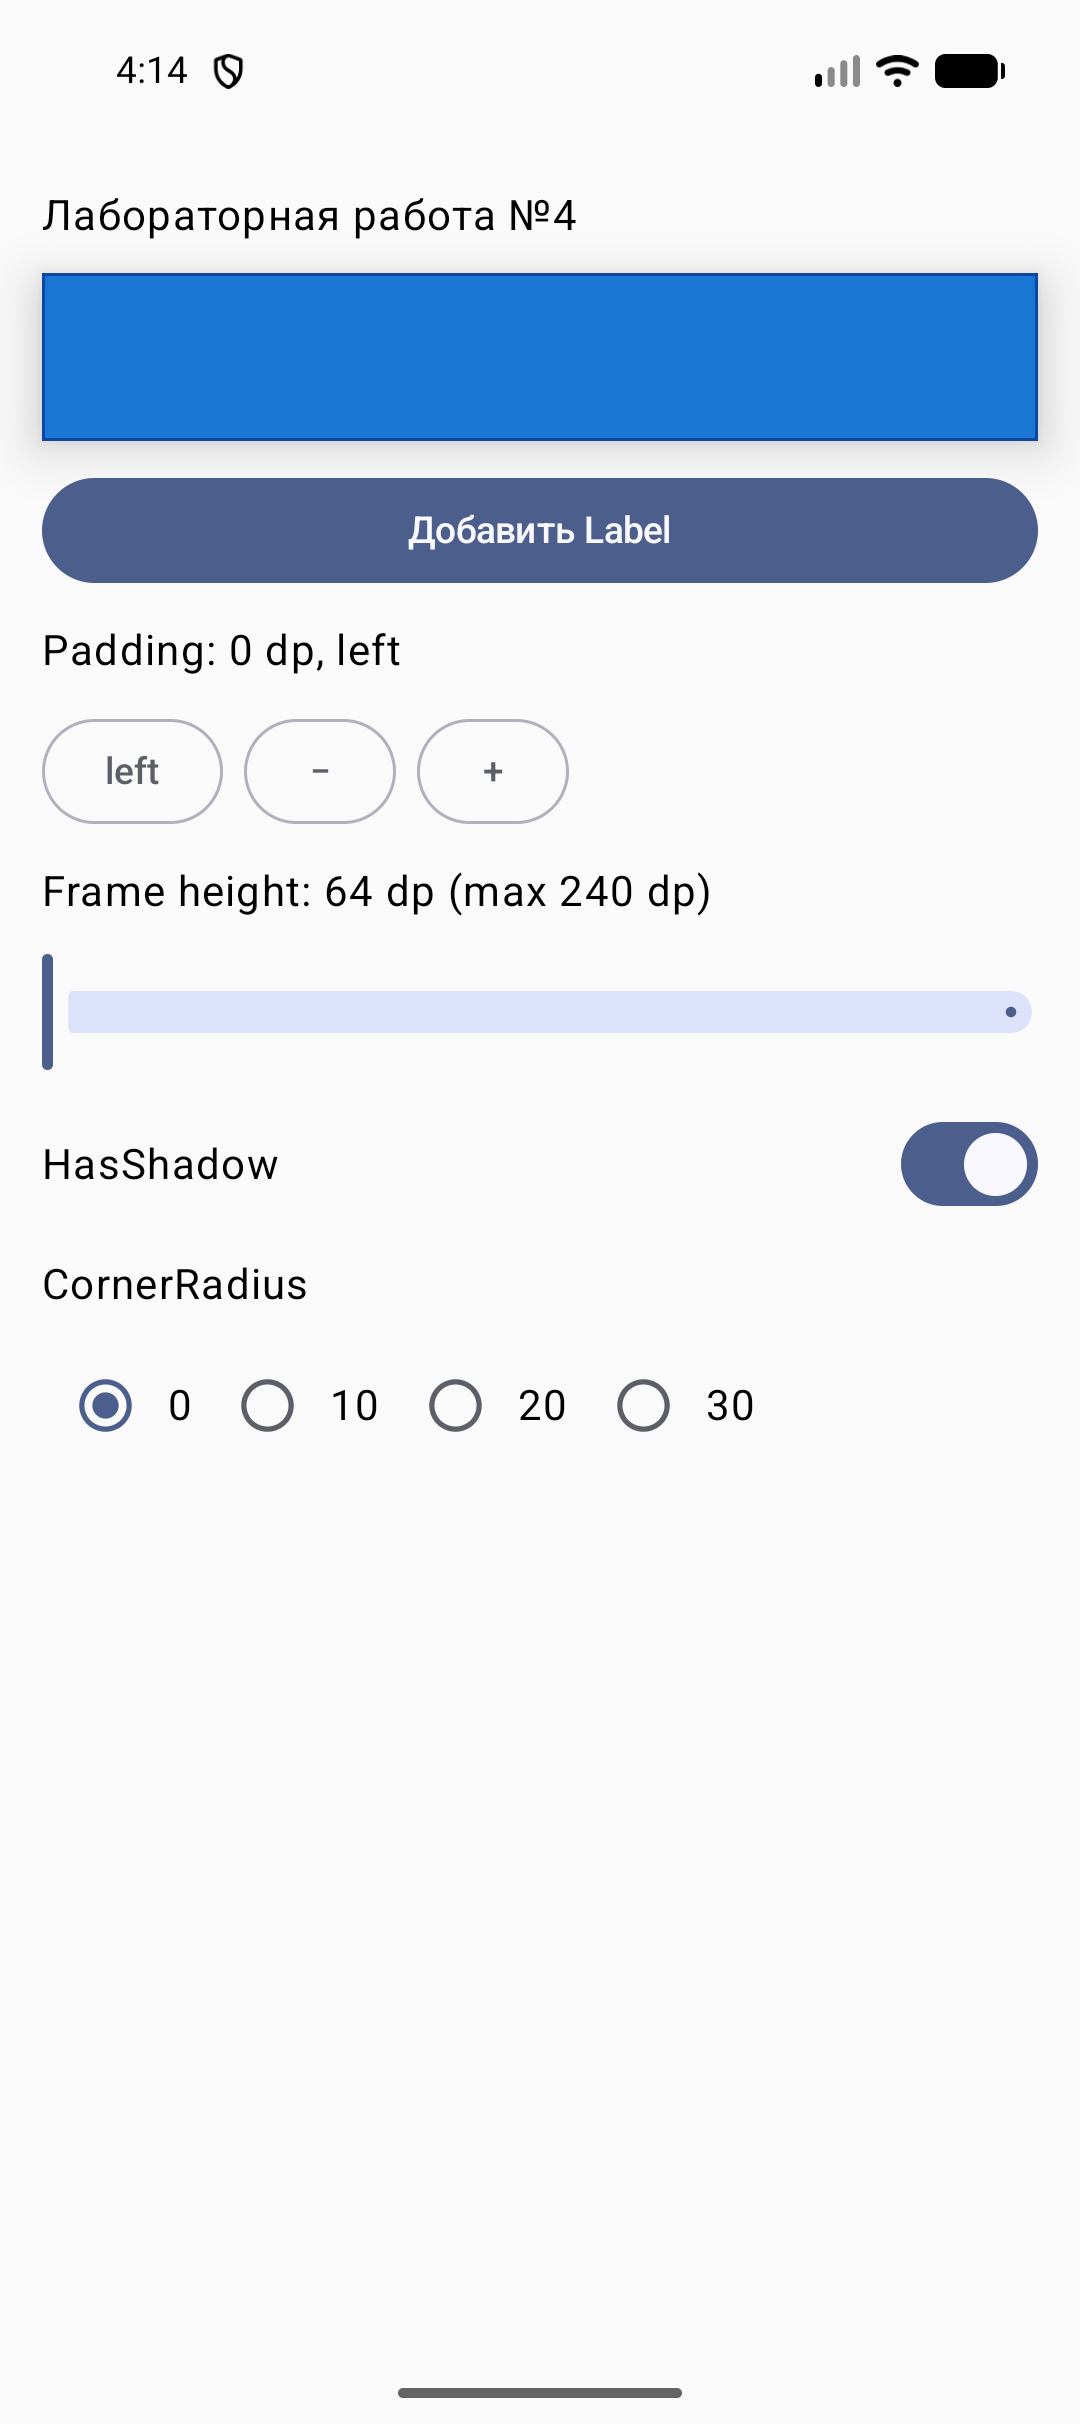 4:14
Лабораторная работа №4
Добавить Label
Padding: 0 dp, left
left − +
Frame height: 64 dp (max 240 dp)
HasShadow
CornerRadius
0 10 20 30